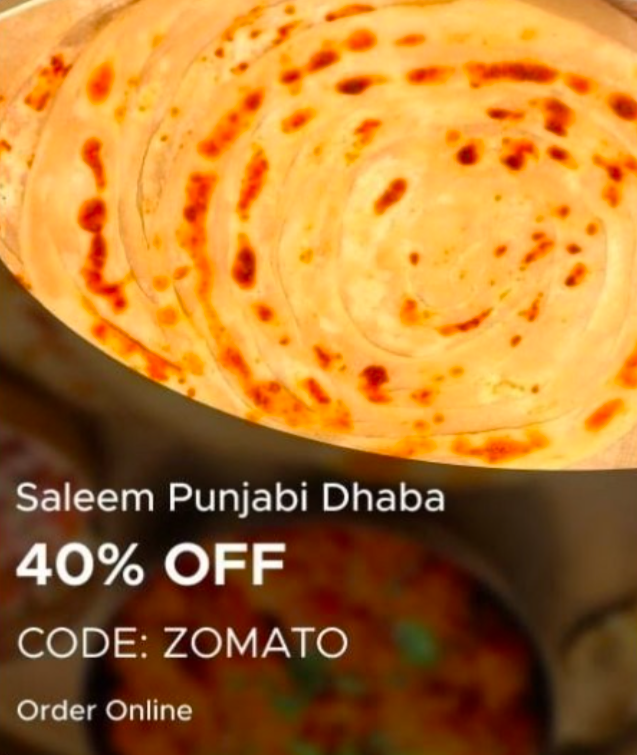 Saleem Punjabi Dhaba
40% OFF
CODE: ZOMATO
Order Online